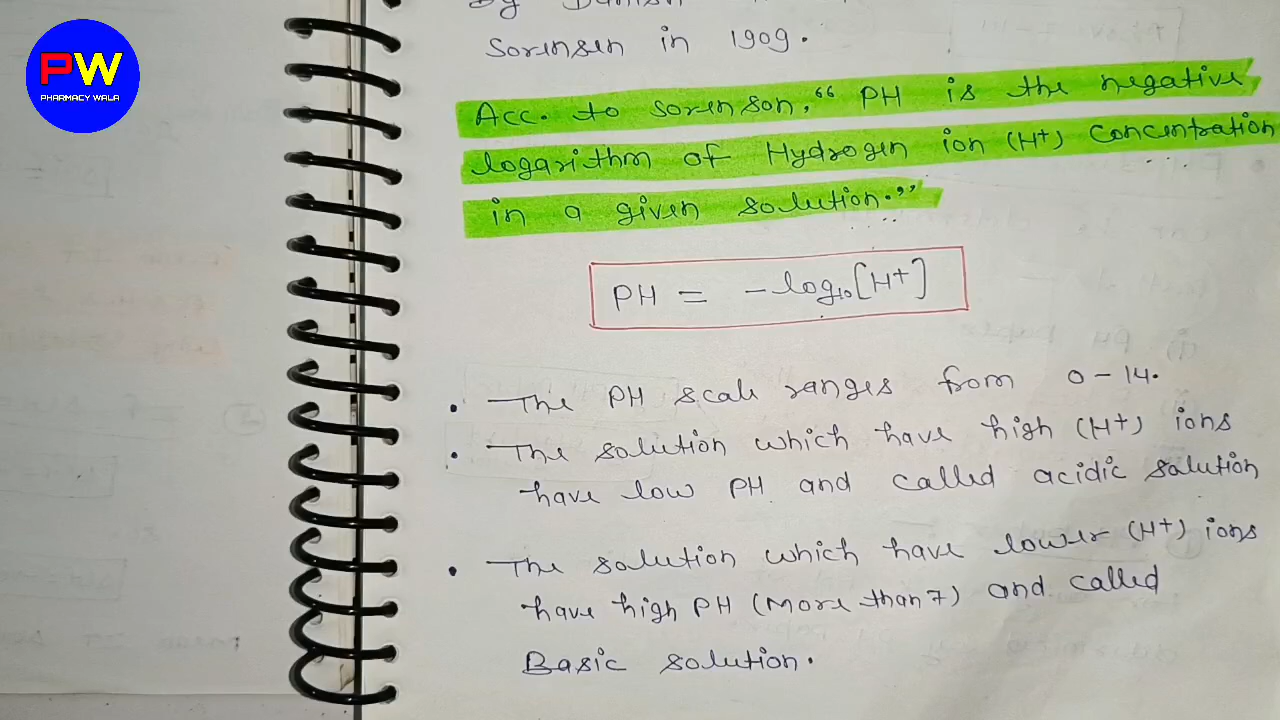 PW
PHARMACY WALA
By Danish
Sorensen in 1909.
Acc. to sorenson, “ PH is the negative
logarithm of Hydrogen ion (H+) concentration
in a given solution.”
PH = -log10[H+]
• The PH scale ranges from 0-14.
• The solution which have high (H+) ions
have low PH and called acidic solution
• The solution which have lower (H+) ions
have high PH (More than 7) and called
Basic solution.